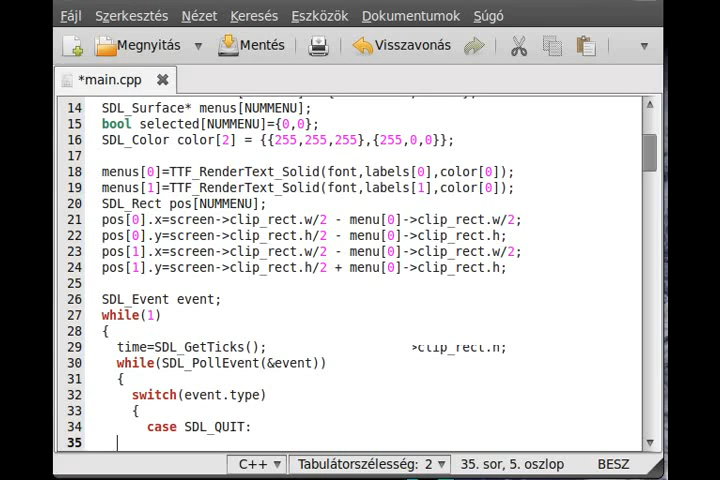 Fájl Szerkesztés Nézet Keresés Eszközök Dokumentumok Súgó
Megnyitás Mentés Visszavonás
*main.cpp
14 SDL_Surface* menus[NUMMENU];
15 bool selected[NUMMENU]={0,0};
16 SDL_Color color[2] = {{255,255,255},{255,0,0}};
17
18 menus[0]=TTF_RenderText_Solid(font,labels[0],color[0]);
19 menus[1]=TTF_RenderText_Solid(font,labels[1],color[0]);
20 SDL_Rect pos[NUMMENU];
21 pos[0].x=screen->clip_rect.w/2 - menu[0]->clip_rect.w/2;
22 pos[0].y=screen->clip_rect.h/2 - menu[0]->clip_rect.h;
23 pos[1].x=screen->clip_rect.w/2 - menu[0]->clip_rect.w/2;
24 pos[1].y=screen->clip_rect.h/2 + menu[0]->clip_rect.h;
25
26 SDL_Event event;
27 while(1)
28 {
29 time=SDL_GetTicks(); >clip_rect.h;
30 while(SDL_PollEvent(&event))
31 {
32 switch(event.type)
33 {
34 case SDL_QUIT:
35
C++ Tabulátorszélesség: 2 35. sor, 5. oszlop BESZ